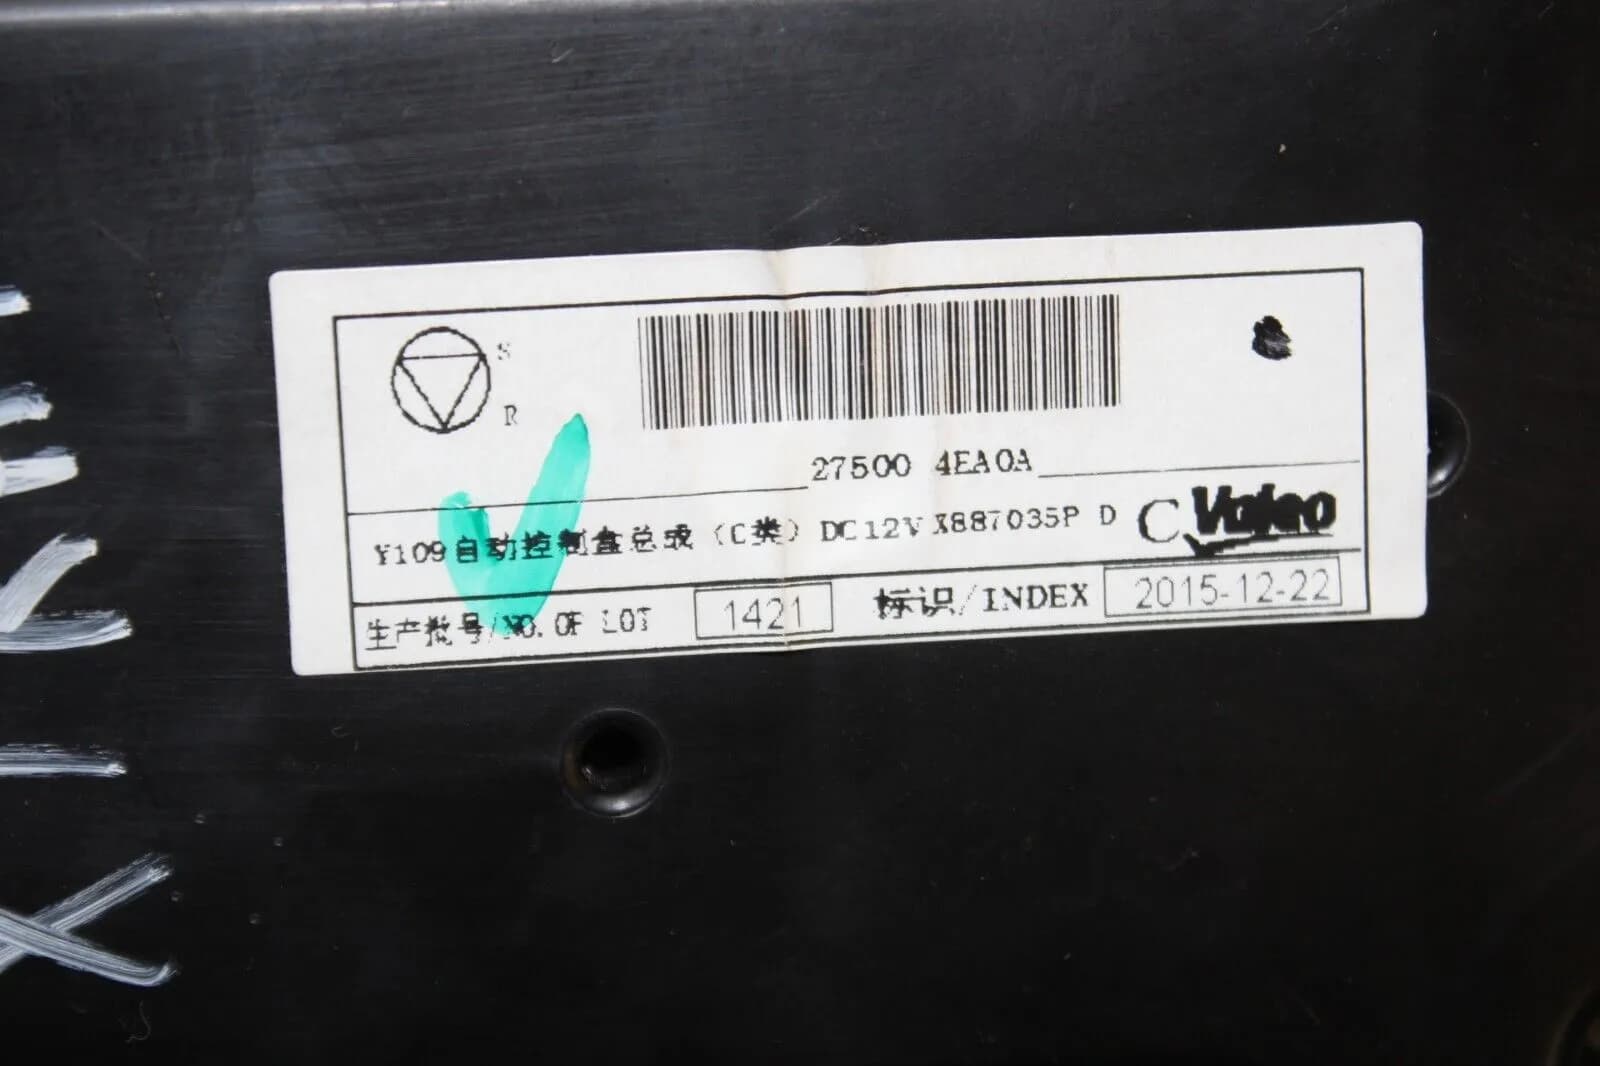 S
R
27500 4EA0A
Y109自动控制盒总成（C类）DC12V X887035P D C Valeo
生产批号/NO. OF LOT 1421 标识/INDEX 2015-12-22